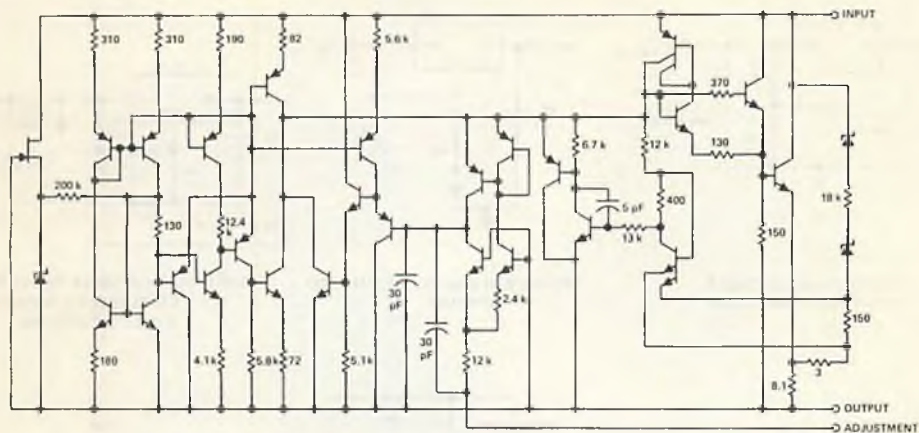 INPUT
310
310
190
82
5.6 k
370
6.7 k
12 k
130
200 k
5 pF
400
18 k
130
12.4
k
13 k
150
30
pF
2.4 k
30
pF
150
180
4.1 k
5.8 k
72
5.1 k
12 k
3
8.1
OUTPUT
ADJUSTMENT